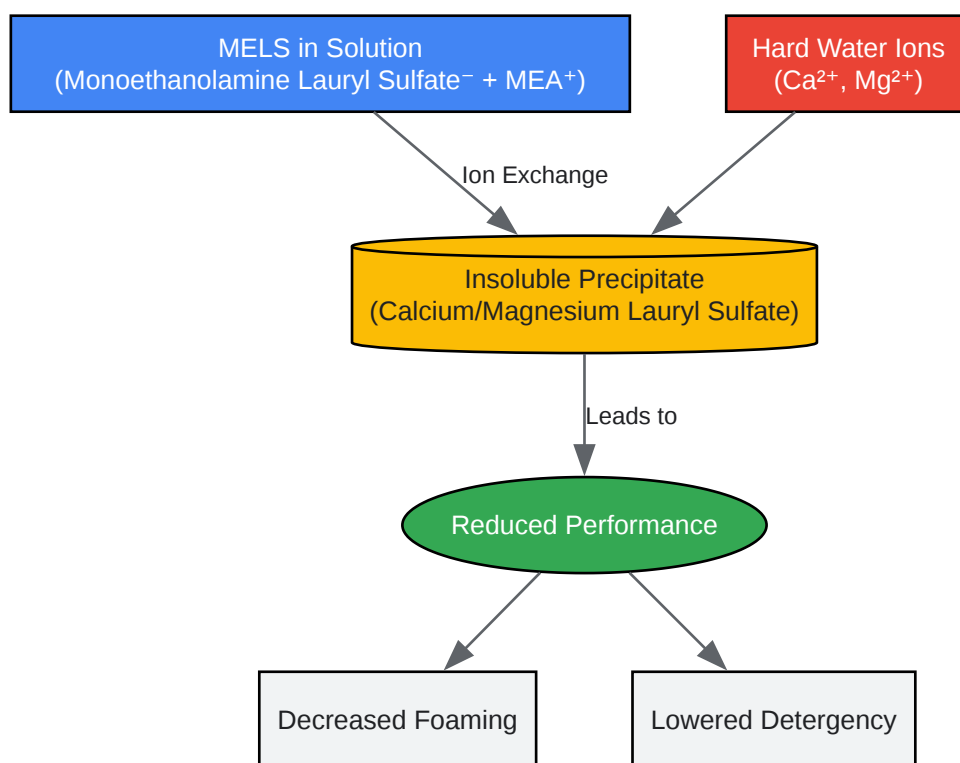 MELS in Solution
(Monoethanolamine Lauryl Sulfate⁻ + MEA⁺)
Hard Water Ions
(Ca²⁺, Mg²⁺)
Ion Exchange
Insoluble Precipitate
(Calcium/Magnesium Lauryl Sulfate)
Leads to
Reduced Performance
Decreased Foaming
Lowered Detergency